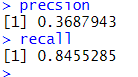 > precsion
[1] 0.3687943
> recall
[1] 0.8455285
>